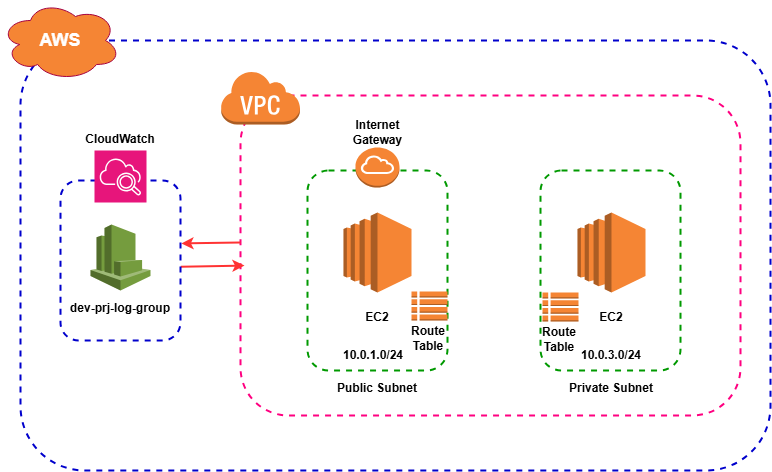 AWS
VPC
CloudWatch
Internet
Gateway
dev-prj-log-group
EC2
Route
Table
10.0.1.0/24
Public Subnet
EC2
Route
Table
10.0.3.0/24
Private Subnet